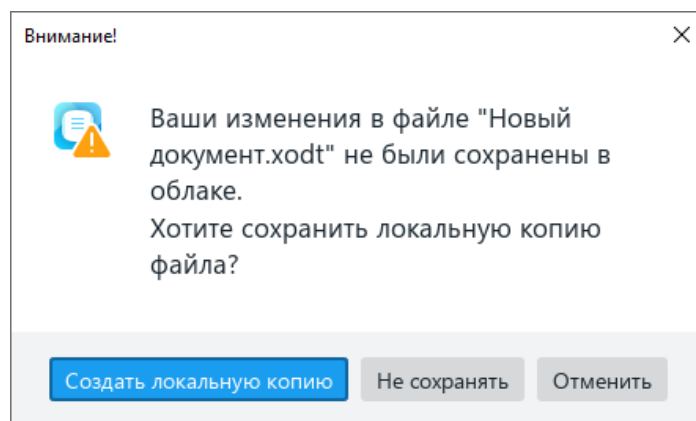 Внимание!
Ваши изменения в файле "Новый
документ.xodt" не были сохранены в
облаке.
Хотите сохранить локальную копию
файла?
Создать локальную копию Не сохранять Отменить